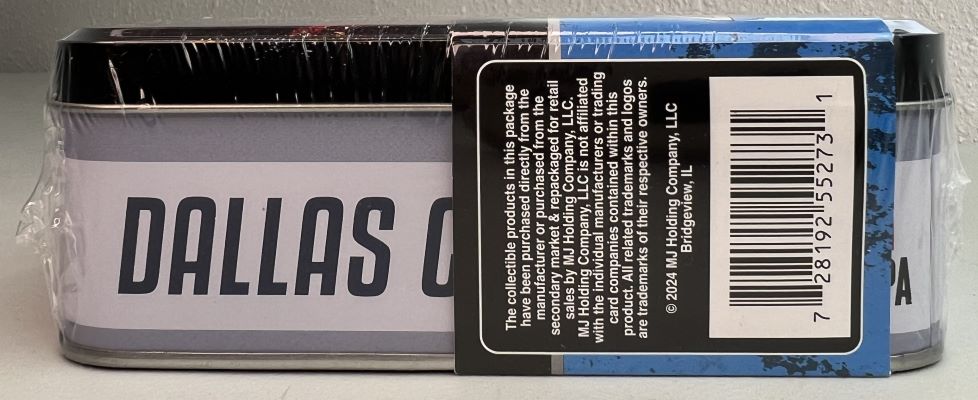 DALLAS
The collectible products in this package
have been purchased directly from the
manufacturer or purchased from the
secondary market & repackaged for retail
sales by MJ Holding Company, LLC.
MJ Holding Company, LLC is not affiliated
with the individual manufacturers or trading
card companies contained within this
product. All related trademarks and logos
are trademarks of their respective owners.
© 2024 MJ Holding Company, LLC
Bridgeview, IL
7 28192 55273 1